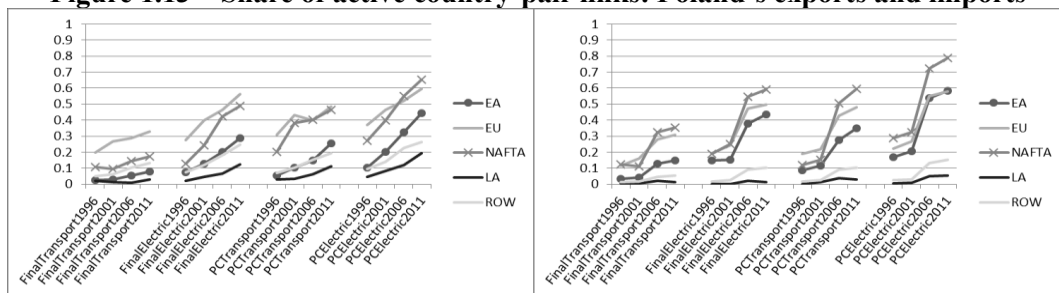 Figure 1.13 – Share of active country-pair links: Poland's exports and imports
1
0.9
0.8
0.7
0.6
0.5
0.4
0.3
0.2
0.1
0
FinalTransport1996
FinalTransport2001
FinalTransport2006
FinalTransport2011
FinalElectric1996
FinalElectric2001
FinalElectric2006
FinalElectric2011
PCTransport1996
PCTransport2001
PCTransport2006
PCTransport2011
PCElectric1996
PCElectric2001
PCElectric2006
PCElectric2011
EA
EU
NAFTA
LA
ROW
1
0.9
0.8
0.7
0.6
0.5
0.4
0.3
0.2
0.1
0
FinalTransport1996
FinalTransport2001
FinalTransport2006
FinalTransport2011
FinalElectric1996
FinalElectric2001
FinalElectric2006
FinalElectric2011
PCTransport1996
PCTransport2001
PCTransport2006
PCTransport2011
PCElectric1996
PCElectric2001
PCElectric2006
PCElectric2011
EA
EU
NAFTA
LA
ROW